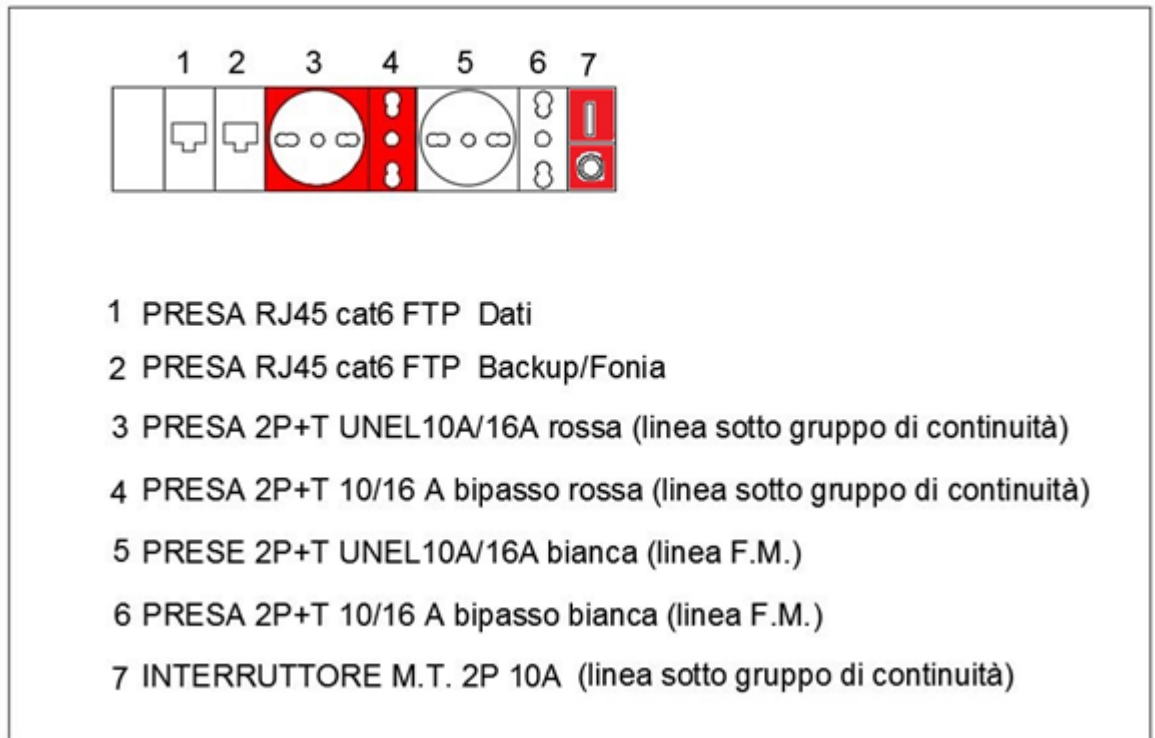 1 2 3 4 5 6 7
1 PRESA RJ45 cat6 FTP Dati
2 PRESA RJ45 cat6 FTP Backup/Fonia
3 PRESA 2P+T UNEL10A/16A rossa (linea sotto gruppo di continuità)
4 PRESA 2P+T 10/16 A bipasso rossa (linea sotto gruppo di continuità)
5 PRESE 2P+T UNEL10A/16A bianca (linea F.M.)
6 PRESA 2P+T 10/16 A bipasso bianca (linea F.M.)
7 INTERRUTTORE M.T. 2P 10A (linea sotto gruppo di continuità)